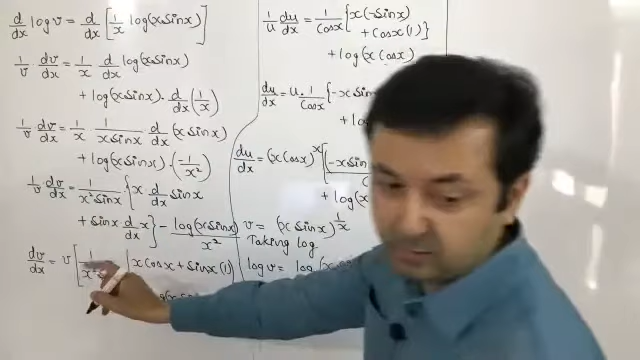 d/dx log v = d/dx [1/x log(x sinx)]
1/v dv/dx = 1/x d/dx log(x sinx)
+ log(x sinx) · d/dx (1/x)
1/v dv/dx = 1/x · 1/(x sinx) d/dx (x sinx)
+ log(x sinx) · (-1/x²)
1/v dv/dx = 1/(x² sinx) {x d/dx sinx
+ sinx d/dx x} - log(x sinx)/x²
dv/dx = v [1/x² {x cosx + sinx (1)
1/u du/dx = 1/cosx {x(-sinx)
+ cosx (1)}
+ log(x cosx)
du/dx = u · 1/cosx {-x sin
+ lo
du/dx = (x cosx)^x [-x sin
+ log(x
v = (x sinx)^(1/x)
Taking log
log v = log (x